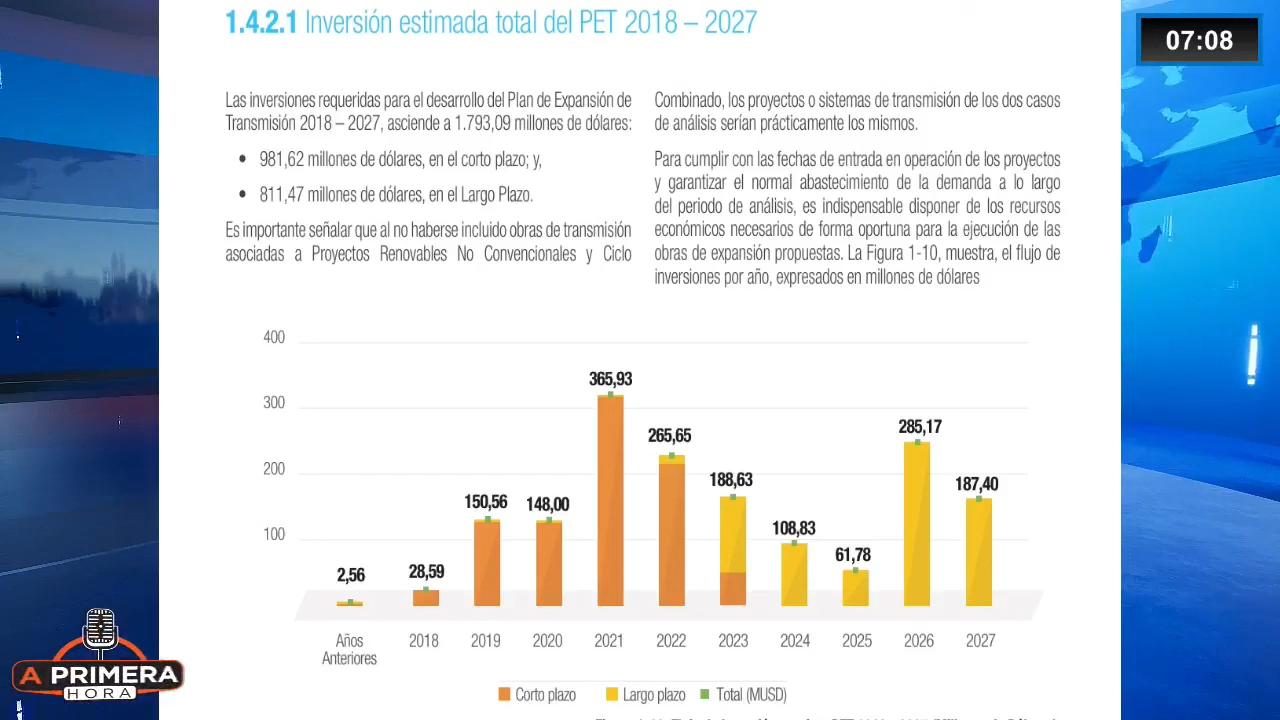 1.4.2.1 Inversión estimada total del PET 2018 – 2027
07:08
Las inversiones requeridas para el desarrollo del Plan de Expansión de
Transmisión 2018 – 2027, asciende a 1.793,09 millones de dólares:
• 981,62 millones de dólares, en el corto plazo; y,
• 811,47 millones de dólares, en el Largo Plazo.
Es importante señalar que al no haberse incluido obras de transmisión
asociadas a Proyectos Renovables No Convencionales y Ciclo
Combinado, los proyectos o sistemas de transmisión de los dos casos
de análisis serían prácticamente los mismos.
Para cumplir con las fechas de entrada en operación de los proyectos
y garantizar el normal abastecimiento de la demanda a lo largo
del periodo de análisis, es indispensable disponer de los recursos
económicos necesarios de forma oportuna para la ejecución de las
obras de expansión propuestas. La Figura 1-10, muestra, el flujo de
inversiones por año, expresados en millones de dólares
400
300
200
100
2,56
28,59
150,56
148,00
365,93
265,65
188,63
108,83
61,78
285,17
187,40
Años
Anteriores
2018
2019
2020
2021
2022
2023
2024
2025
2026
2027
Corto plazo
Largo plazo
Total (MUSD)
A PRIMERA
HORA